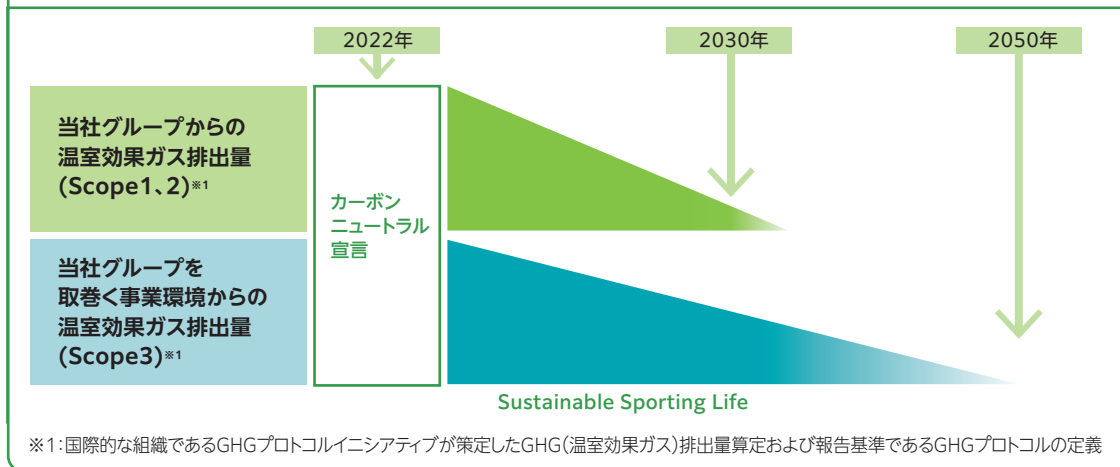 2022年
2030年
2050年
当社グループからの
温室効果ガス排出量
(Scope1、2)※1
カーボン
ニュートラル
宣言
当社グループを
取巻く事業環境からの
温室効果ガス排出量
(Scope3)※1
Sustainable Sporting Life
※1：国際的な組織であるGHGプロトコルイニシアティブが策定したGHG(温室効果ガス)排出量算定および報告基準であるGHGプロトコルの定義